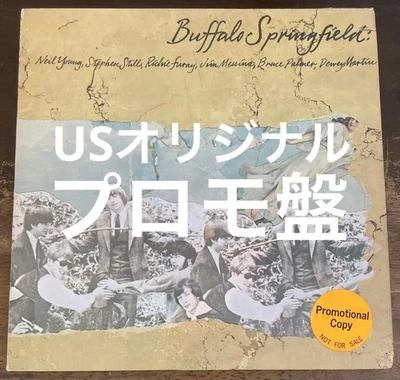 Buffalo Springfield:
Neil Young, Stephen Stills, Richie Furay, Jim Messina, Bruce Palmer, Dewey Martin
USオリジナル
プロモ盤
Promotional
Copy
NOT FOR SALE